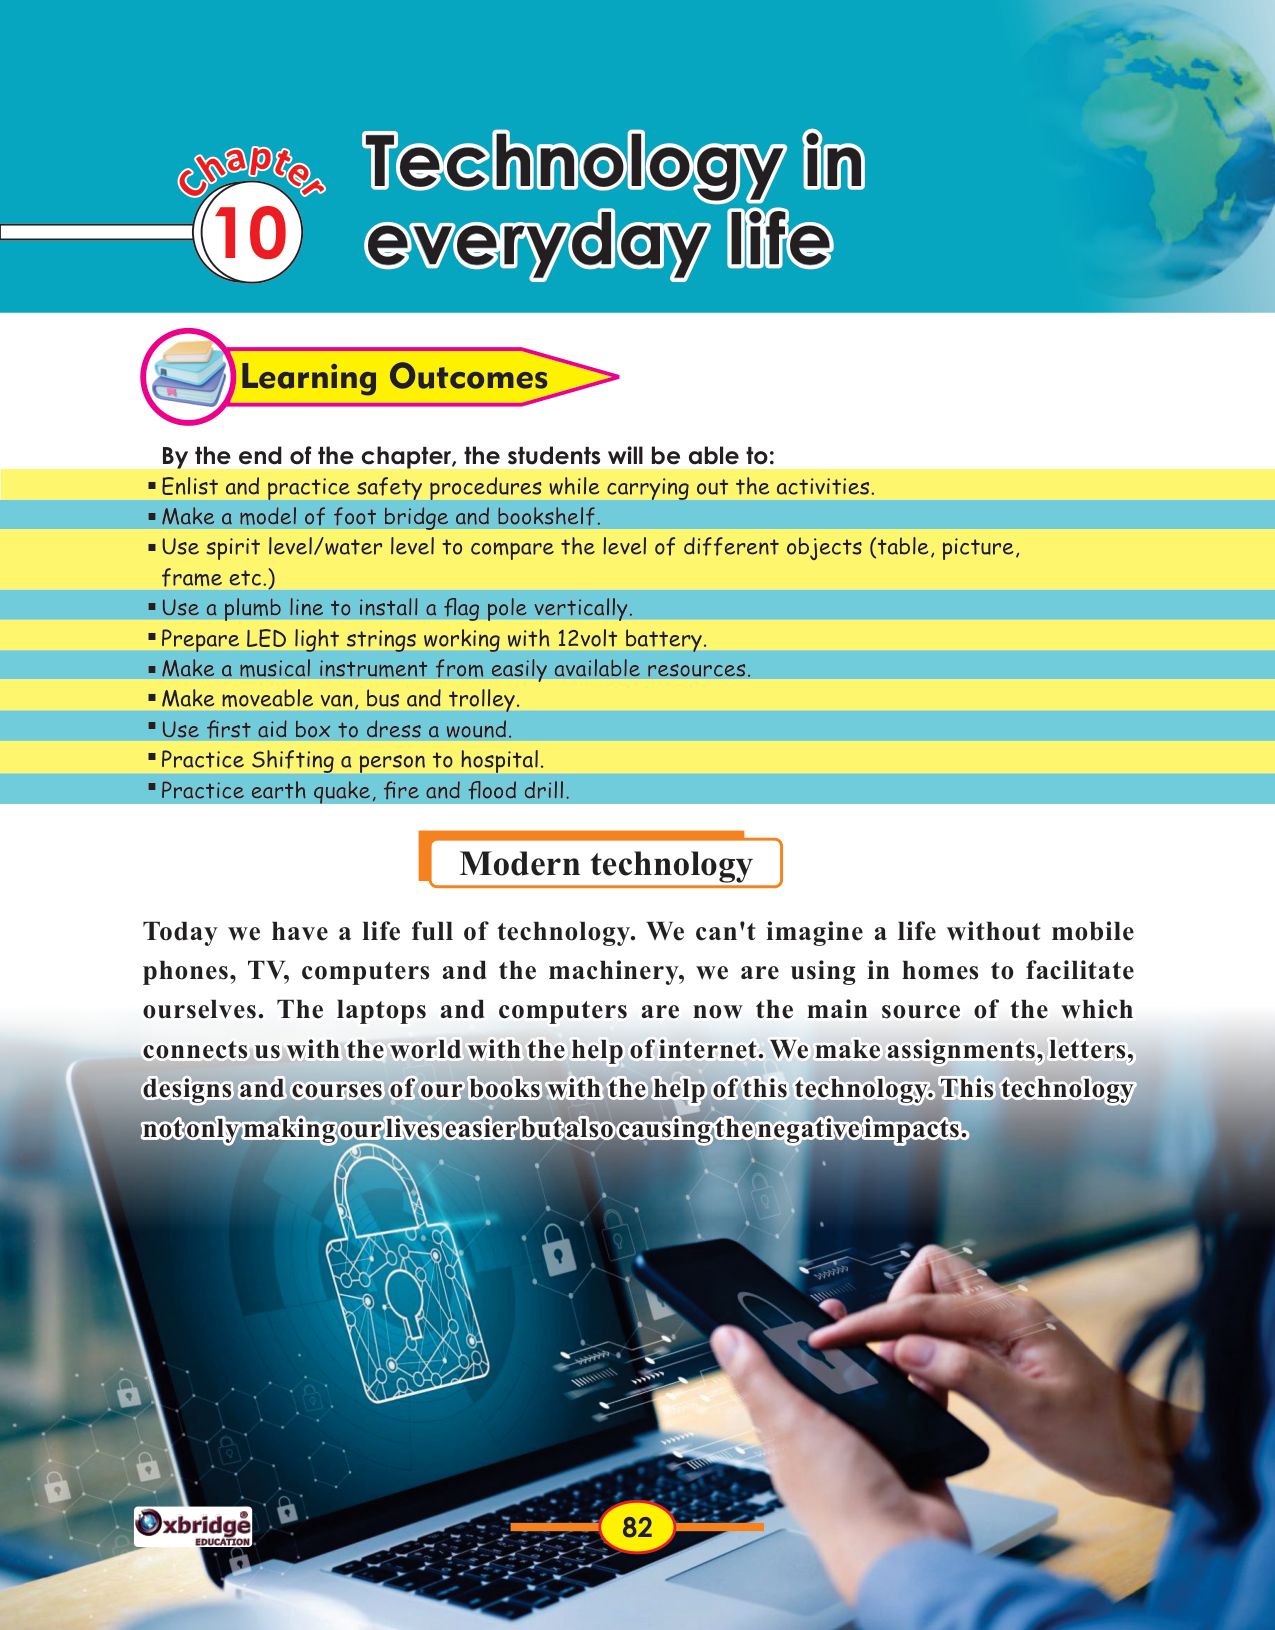 Chapter
10
Technology in
everyday life
Learning Outcomes
By the end of the chapter, the students will be able to:
▪ Enlist and practice safety procedures while carrying out the activities.
▪ Make a model of foot bridge and bookshelf.
▪ Use spirit level/water level to compare the level of different objects (table, picture,
frame etc.)
▪ Use a plumb line to install a flag pole vertically.
▪ Prepare LED light strings working with 12volt battery.
▪ Make a musical instrument from easily available resources.
▪ Make moveable van, bus and trolley.
▪ Use first aid box to dress a wound.
▪ Practice Shifting a person to hospital.
▪ Practice earth quake, fire and flood drill.
Modern technology
Today we have a life full of technology. We can't imagine a life without mobile
phones, TV, computers and the machinery, we are using in homes to facilitate
ourselves. The laptops and computers are now the main source of the which
connects us with the world with the help of internet. We make assignments, letters,
designs and courses of our books with the help of this technology. This technology
not only making our lives easier but also causing the negative impacts.
Oxbridge®
EDUCATION
82